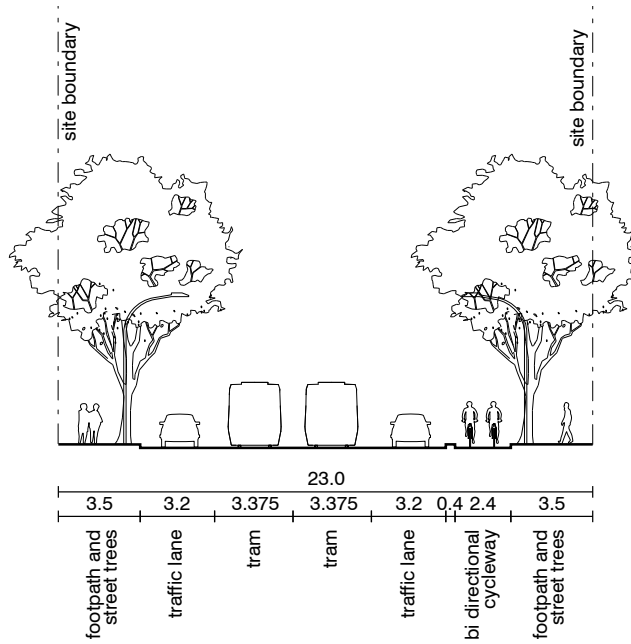 site boundary
site boundary
23.0
3.5 3.2 3.375 3.375 3.2 0.4 2.4 3.5
footpath and
street trees
traffic lane
tram
tram
traffic lane
bi directional
cycleway
footpath and
street trees